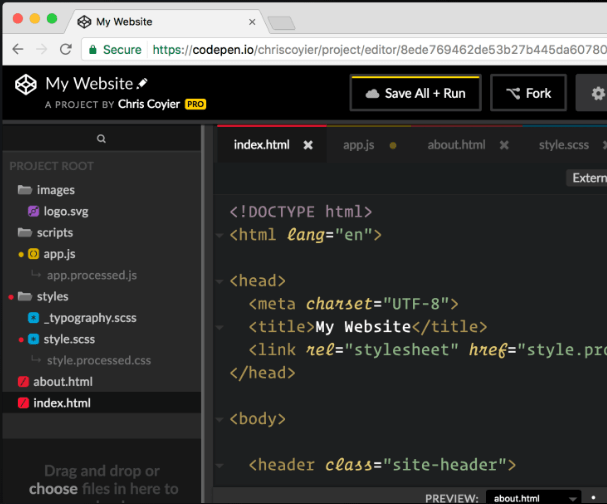 My Website
Secure https://codepen.io/chriscoyier/project/editor/8ede769462de53b27b445da60780
My Website
A PROJECT BY Chris Coyier PRO
Save All + Run
Fork
index.html
app.js
about.html
style.scss
PROJECT ROOT
Extern
images
logo.svg
scripts
app.js
app.processed.js
styles
_typography.scss
style.scss
style.processed.css
about.html
index.html
Drag and drop or
choose files in here to
<!DOCTYPE html>
<html lang="en">
<head>
<meta charset="UTF-8">
<title>My Website</title>
<link rel="stylesheet" href="style.pro
</head>
<body>
<header class="site-header">
PREVIEW: about.html